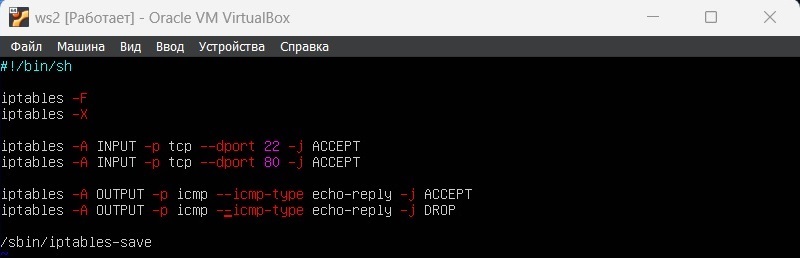 ws2 [Работает] - Oracle VM VirtualBox
Файл Машина Вид Ввод Устройства Справка
#!/bin/sh
iptables -F
iptables -X
iptables -A INPUT -p tcp --dport 22 -j ACCEPT
iptables -A INPUT -p tcp --dport 80 -j ACCEPT
iptables -A OUTPUT -p icmp --icmp-type echo-reply -j ACCEPT
iptables -A OUTPUT -p icmp --icmp-type echo-reply -j DROP
/sbin/iptables-save
~